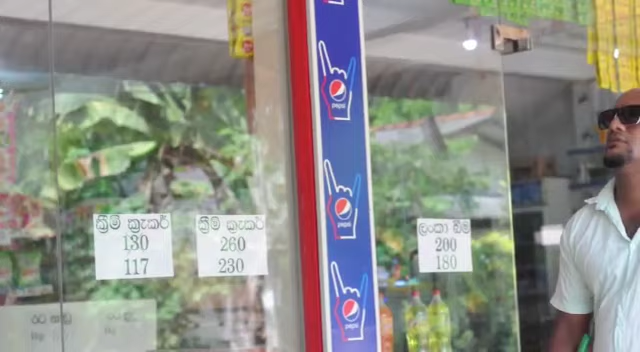 ක්‍රීම් ක්‍රැකර්
130
117
ක්‍රීම් ක්‍රැකර්
260
230
ලංකා බීම
200
180
pepsi
pepsi
pepsi